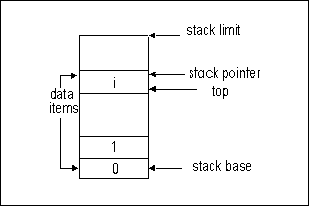 stack limit
stack pointer
i
top
data
items
1
0
stack base